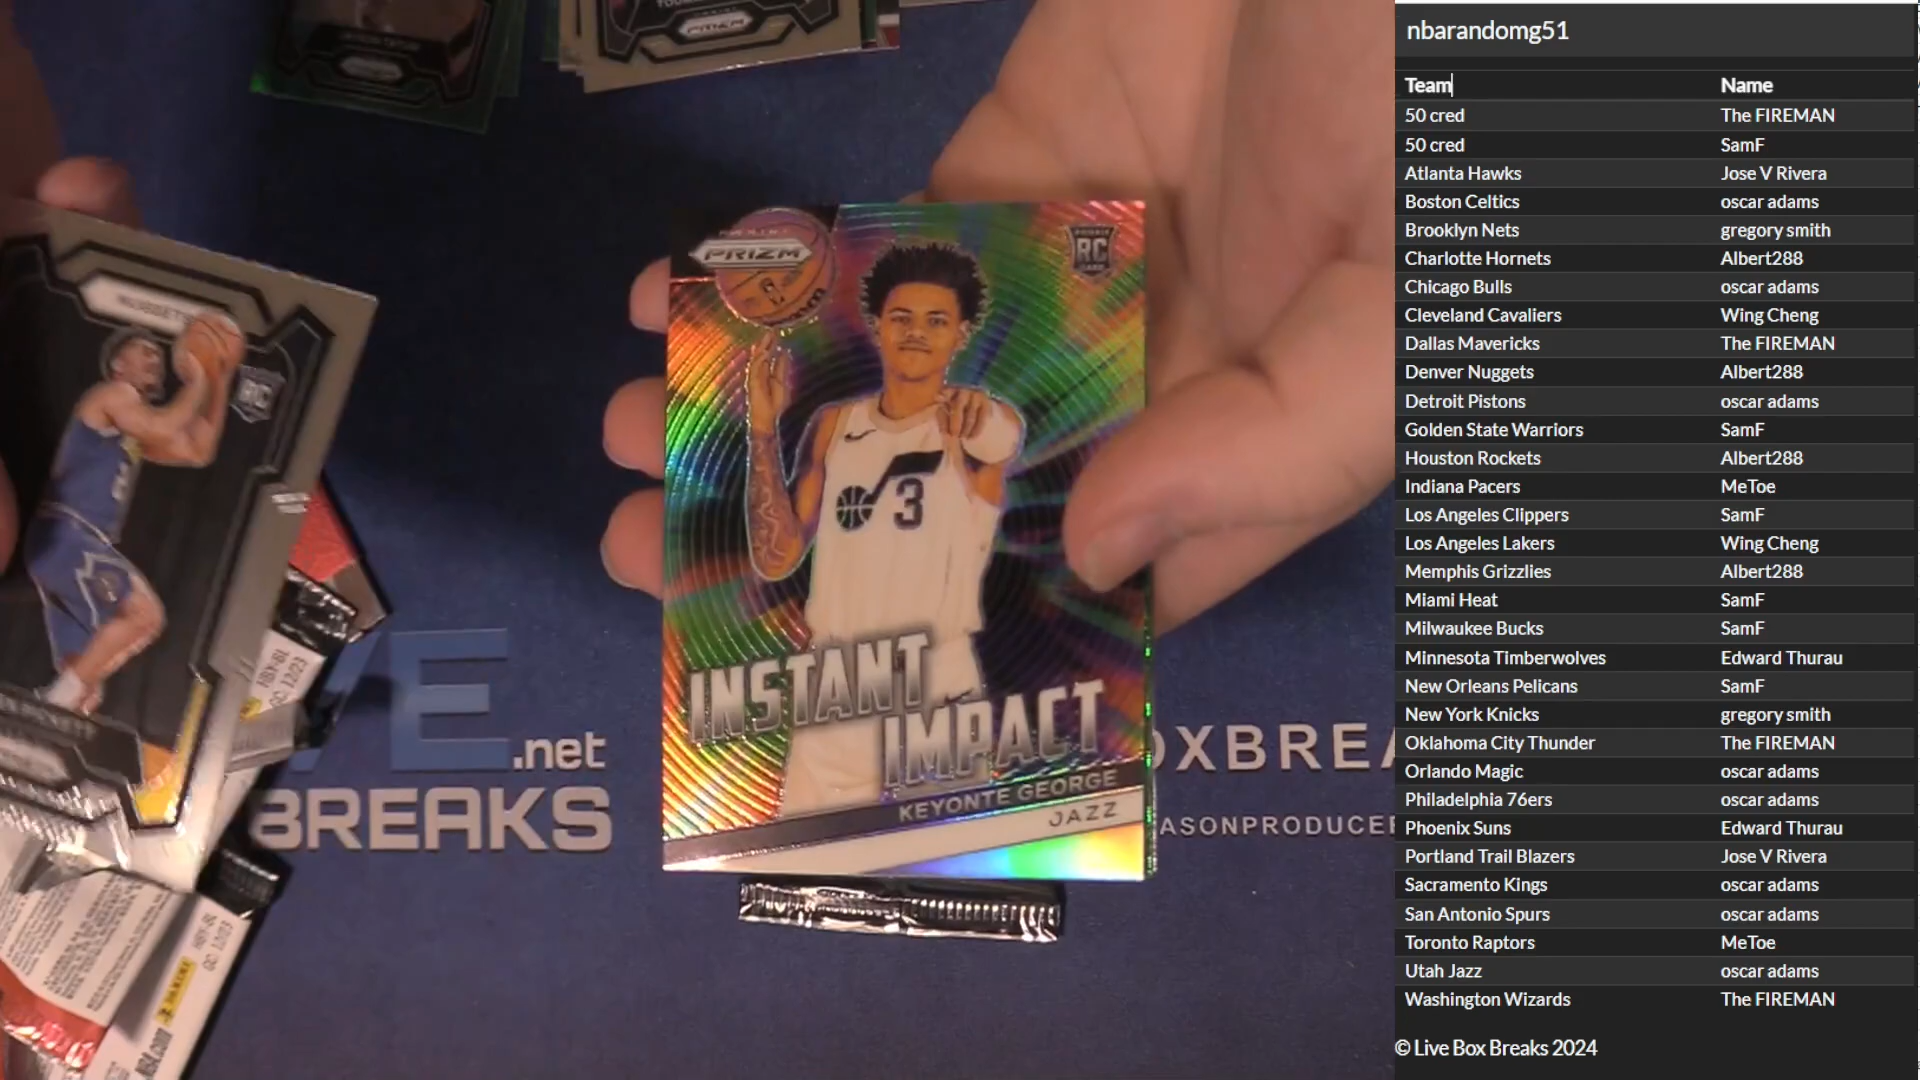 nbarandomg51
Team Name
50 cred The FIREMAN
50 cred SamF
Atlanta Hawks Jose V Rivera
Boston Celtics oscar adams
Brooklyn Nets gregory smith
Charlotte Hornets Albert288
Chicago Bulls oscar adams
Cleveland Cavaliers Wing Cheng
Dallas Mavericks The FIREMAN
Denver Nuggets Albert288
Detroit Pistons oscar adams
Golden State Warriors SamF
Houston Rockets Albert288
Indiana Pacers MeToe
Los Angeles Clippers SamF
Los Angeles Lakers Wing Cheng
Memphis Grizzlies Albert288
Miami Heat SamF
Milwaukee Bucks SamF
Minnesota Timberwolves Edward Thurau
New Orleans Pelicans SamF
New York Knicks gregory smith
Oklahoma City Thunder The FIREMAN
Orlando Magic oscar adams
Philadelphia 76ers oscar adams
Phoenix Suns Edward Thurau
Portland Trail Blazers Jose V Rivera
Sacramento Kings oscar adams
San Antonio Spurs oscar adams
Toronto Raptors MeToe
Utah Jazz oscar adams
Washington Wizards The FIREMAN
© Live Box Breaks 2024
PRIZM
PRIZM
RC
3
INSTANT
IMPACT
KEYONTE GEORGE
JAZZ
NUGGETS
RC
VE.net
BREAKS
OXBREA
ASONPRODUCER
PANINI